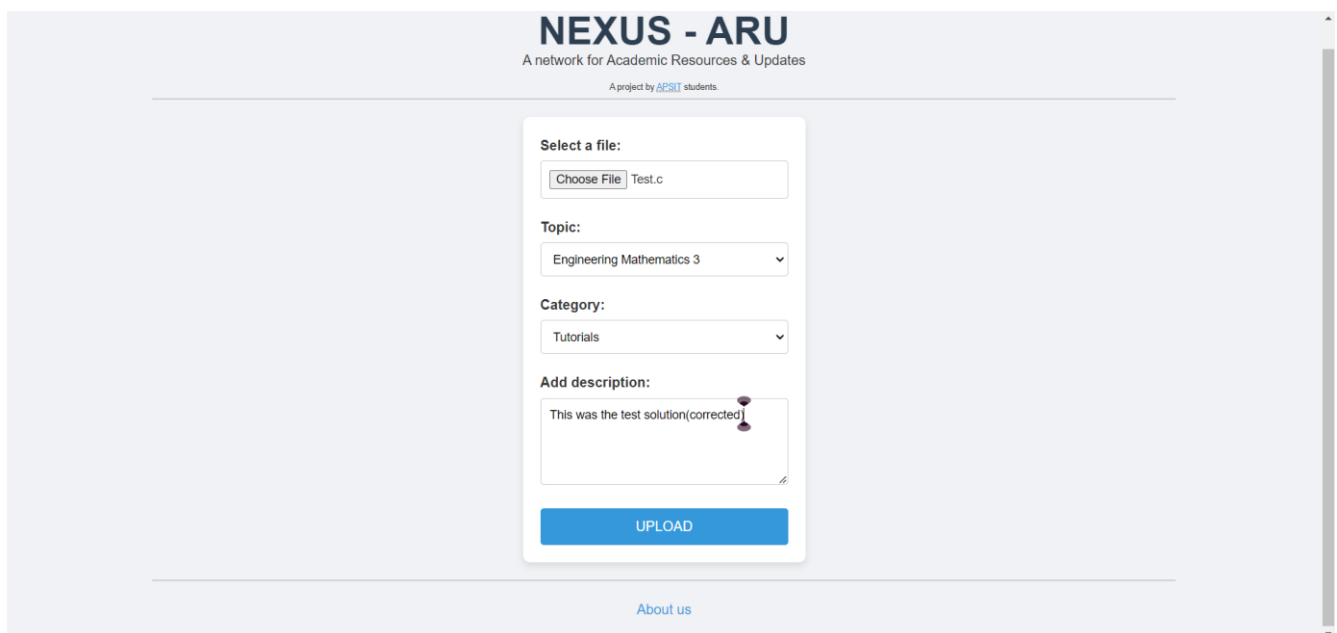 NEXUS - ARU
A network for Academic Resources & Updates
A project by APSIT students.
Select a file:
Choose File Test.c
Topic:
Engineering Mathematics 3
Category:
Tutorials
Add description:
This was the test solution(corrected)
UPLOAD
About us